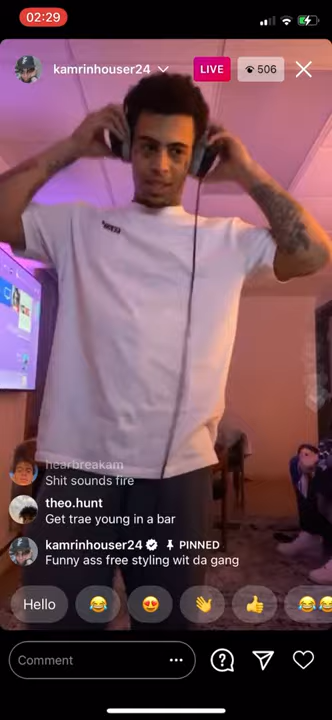 02:29
kamrinhouser24
LIVE
506
hearbreakam
Shit sounds fire
theo.hunt
Get trae young in a bar
kamrinhouser24 PINNED
Funny ass free styling wit da gang
Hello
Comment